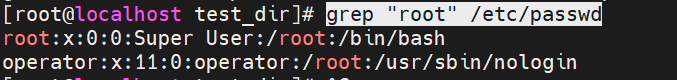 [root@localhost test_dir]# grep "root" /etc/passwd
root:x:0:0:Super User:/root:/bin/bash
operator:x:11:0:operator:/root:/usr/sbin/nologin